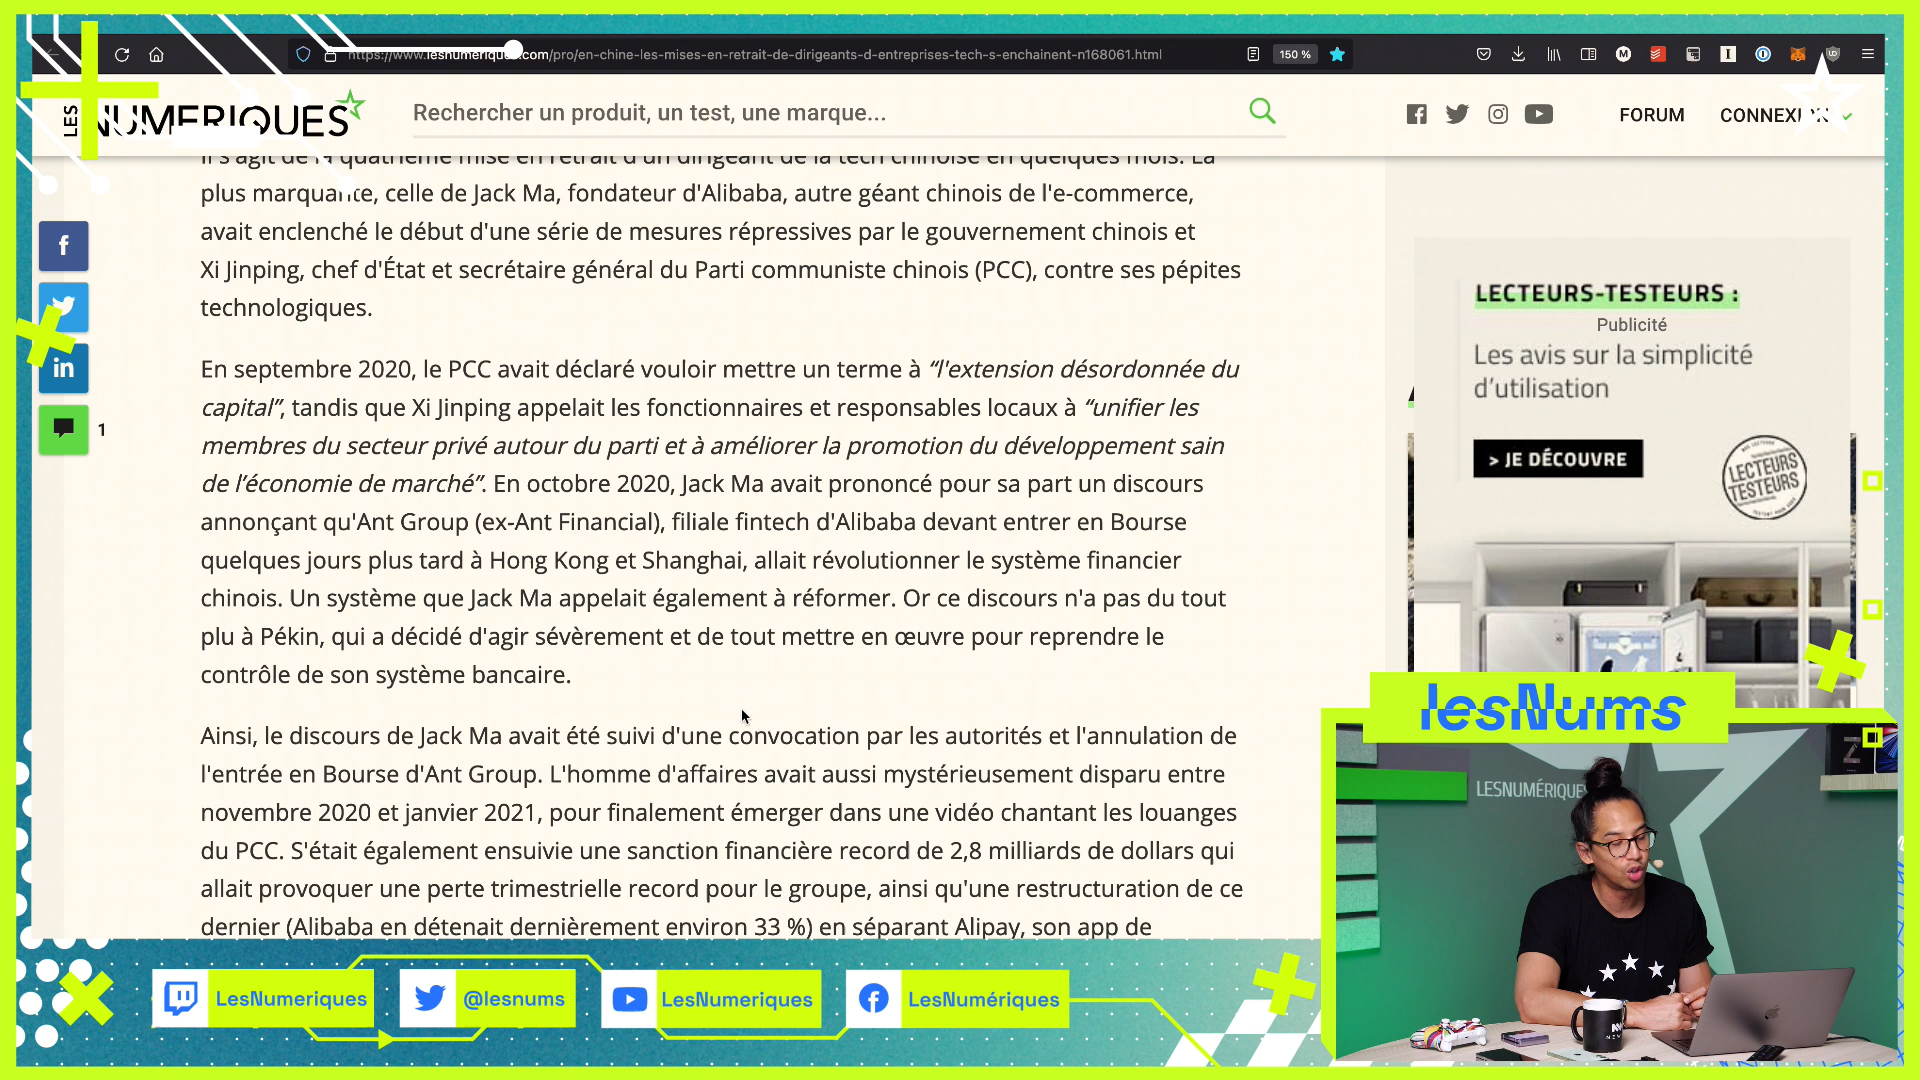 https://www.lesnumeriques.com/pro/en-chine-les-mises-en-retrait-de-dirigeants-d-entreprises-tech-s-enchainent-n168061.html
150 %
LES NUMERIQUES
Rechercher un produit, un test, une marque...
FORUM
CONNEXION
Il s'agit de la quatrième mise en retrait d'un dirigeant de la tech chinoise en quelques mois. La
plus marquante, celle de Jack Ma, fondateur d'Alibaba, autre géant chinois de l'e-commerce,
avait enclenché le début d'une série de mesures répressives par le gouvernement chinois et
Xi Jinping, chef d'État et secrétaire général du Parti communiste chinois (PCC), contre ses pépites
technologiques.
En septembre 2020, le PCC avait déclaré vouloir mettre un terme à “l'extension désordonnée du
capital”, tandis que Xi Jinping appelait les fonctionnaires et responsables locaux à “unifier les
membres du secteur privé autour du parti et à améliorer la promotion du développement sain
de l’économie de marché”. En octobre 2020, Jack Ma avait prononcé pour sa part un discours
annonçant qu'Ant Group (ex-Ant Financial), filiale fintech d'Alibaba devant entrer en Bourse
quelques jours plus tard à Hong Kong et Shanghai, allait révolutionner le système financier
chinois. Un système que Jack Ma appelait également à réformer. Or ce discours n'a pas du tout
plu à Pékin, qui a décidé d'agir sévèrement et de tout mettre en œuvre pour reprendre le
contrôle de son système bancaire.
Ainsi, le discours de Jack Ma avait été suivi d'une convocation par les autorités et l'annulation de
l'entrée en Bourse d'Ant Group. L'homme d'affaires avait aussi mystérieusement disparu entre
novembre 2020 et janvier 2021, pour finalement émerger dans une vidéo chantant les louanges
du PCC. S'était également ensuivie une sanction financière record de 2,8 milliards de dollars qui
allait provoquer une perte trimestrielle record pour le groupe, ainsi qu'une restructuration de ce
dernier (Alibaba en détenait dernièrement environ 33 %) en séparant Alipay, son app de
1
LECTEURS-TESTEURS :
Publicité
Les avis sur la simplicité
d’utilisation
> JE DÉCOUVRE
LECTEURS
TESTEURS
lesNums
LESNUMÉRIQUES
LesNumeriques
@lesnums
LesNumeriques
LesNumériques